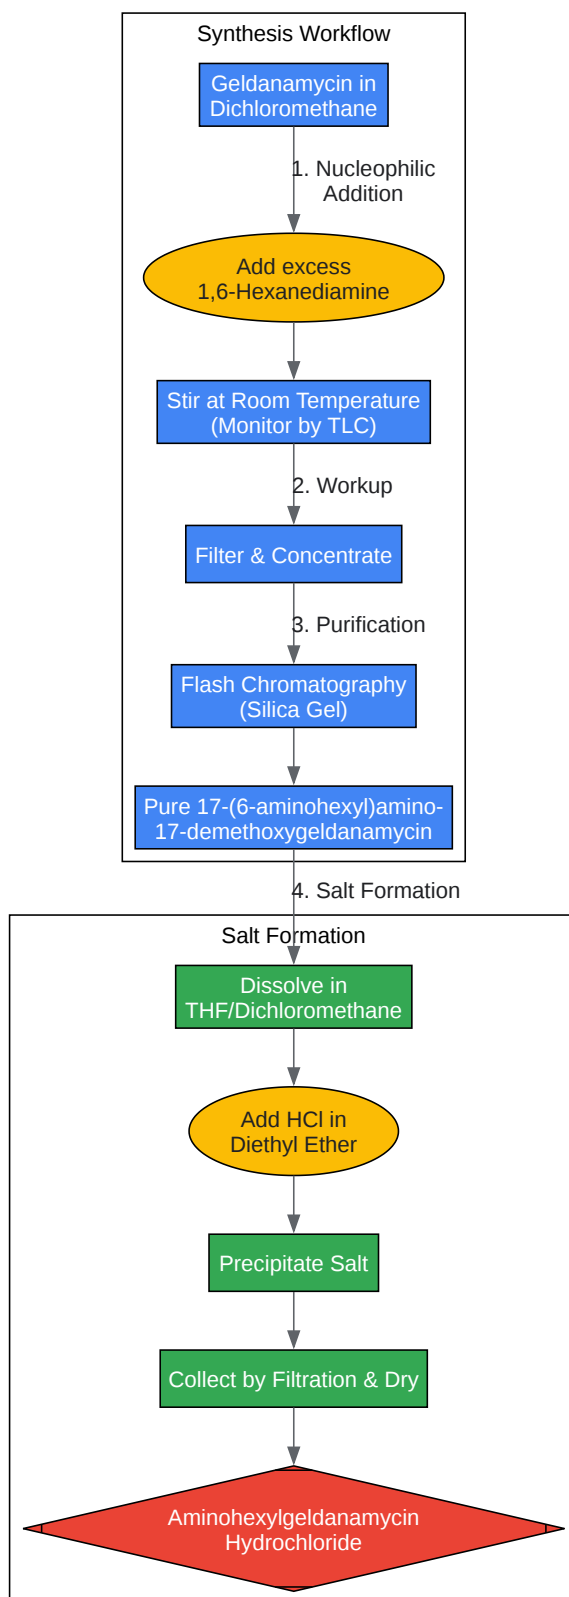 Synthesis Workflow
Geldanamycin in
Dichloromethane
1. Nucleophilic
Addition
Add excess
1,6-Hexanediamine
Stir at Room Temperature
(Monitor by TLC)
2. Workup
Filter & Concentrate
3. Purification
Flash Chromatography
(Silica Gel)
Pure 17-(6-aminohexyl)amino-
17-demethoxygeldanamycin
4. Salt Formation
Salt Formation
Dissolve in
THF/Dichloromethane
Add HCl in
Diethyl Ether
Precipitate Salt
Collect by Filtration & Dry
Aminohexylgeldanamycin
Hydrochloride